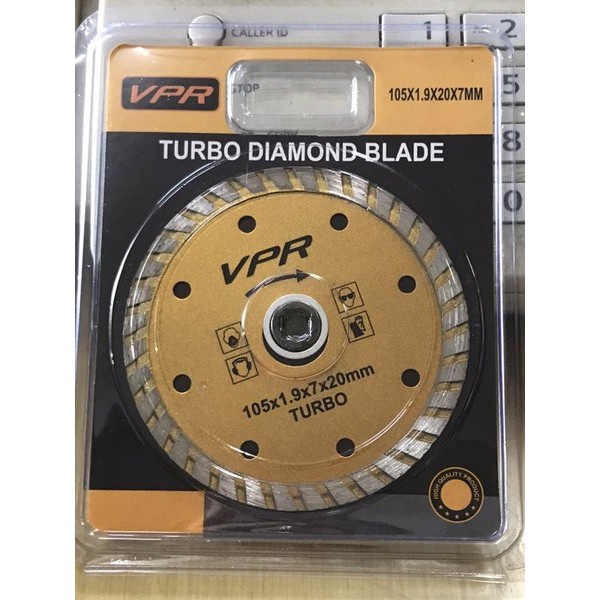 CALLER ID
1
2
VPR
STOP
105X1.9X20X7MM
5
TURBO DIAMOND BLADE
8
0
VPR
105x1.9x7x20mm
TURBO
HIGH QUALITY PRODUCT